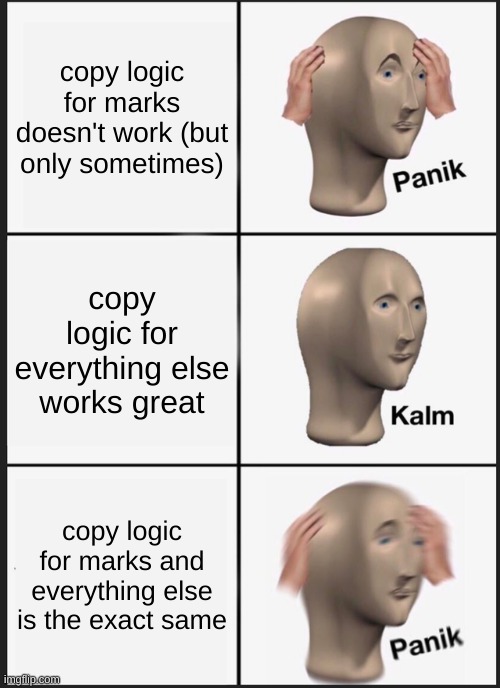 copy logic
for marks
doesn't work (but
only sometimes)
Panik
copy
logic for
everything else
works great
Kalm
copy logic
for marks and
everything else
is the exact same
Panik
imgflip.com